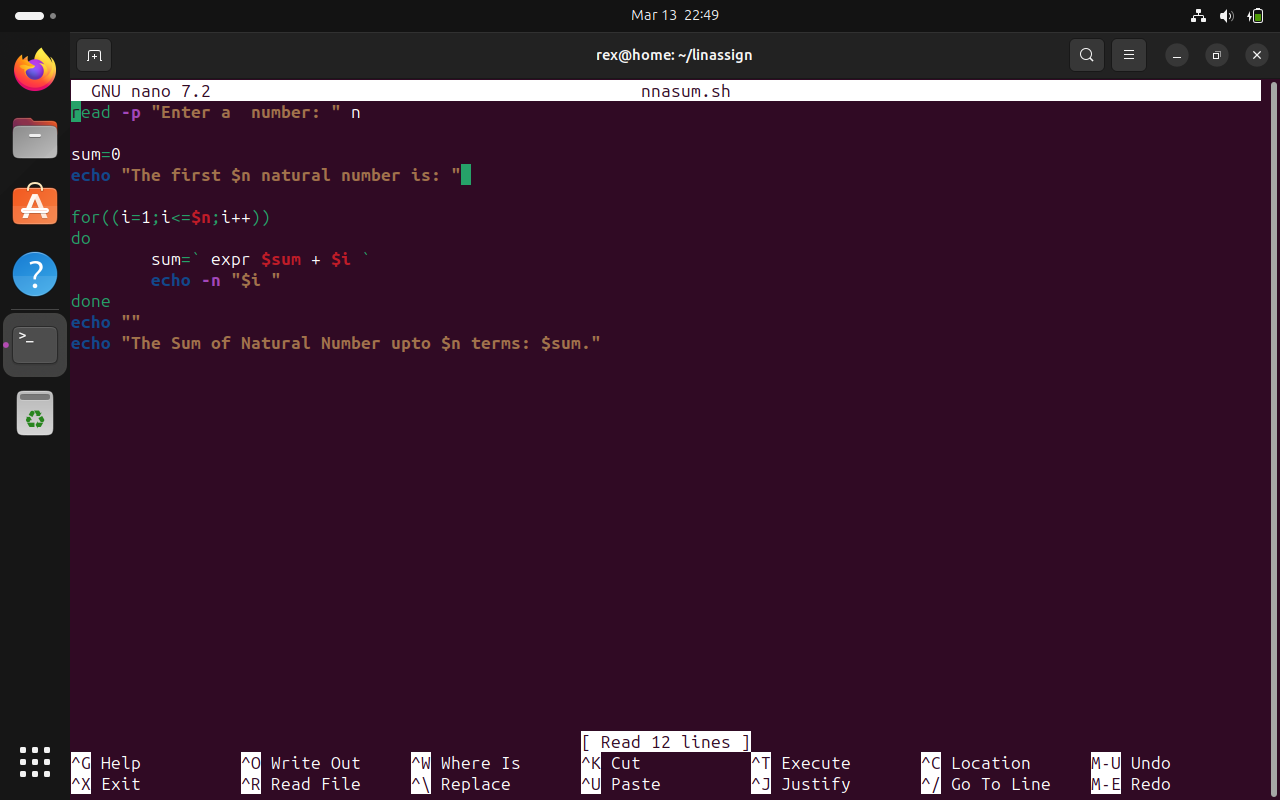 Mar 13  22:49
rex@home: ~/linassign
GNU nano 7.2                                           nnasum.sh
read -p "Enter a  number: " n

sum=0
echo "The first $n natural number is: "

for((i=1;i<=$n;i++))
do
        sum=` expr $sum + $i `
        echo -n "$i "
done
echo ""
echo "The Sum of Natural Number upto $n terms: $sum."
[ Read 12 lines ]
^G Help          ^O Write Out     ^W Where Is      ^K Cut           ^T Execute       ^C Location      M-U Undo
^X Exit          ^R Read File     ^\ Replace       ^U Paste         ^J Justify       ^/ Go To Line    M-E Redo